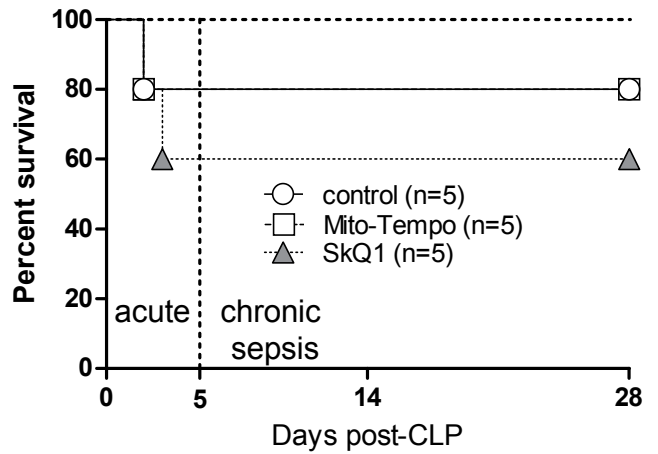 100
80
60
40
20
0
Percent survival
control (n=5)
Mito-Tempo (n=5)
SkQ1 (n=5)
acute
chronic
sepsis
0 5 14 28
Days post-CLP